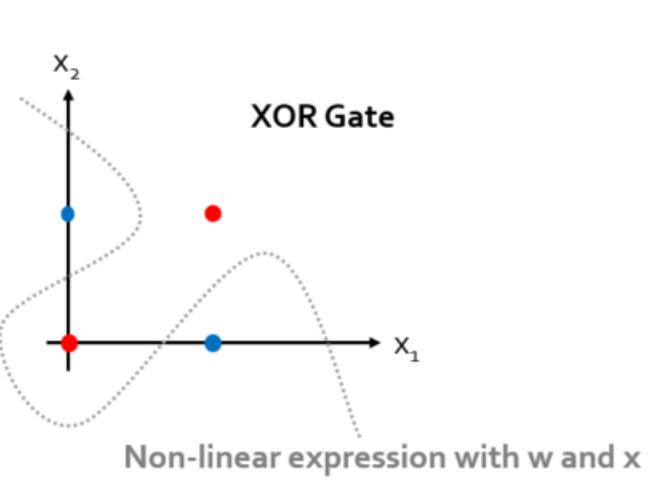 X₂
XOR Gate
X₁
Non-linear expression with w and x